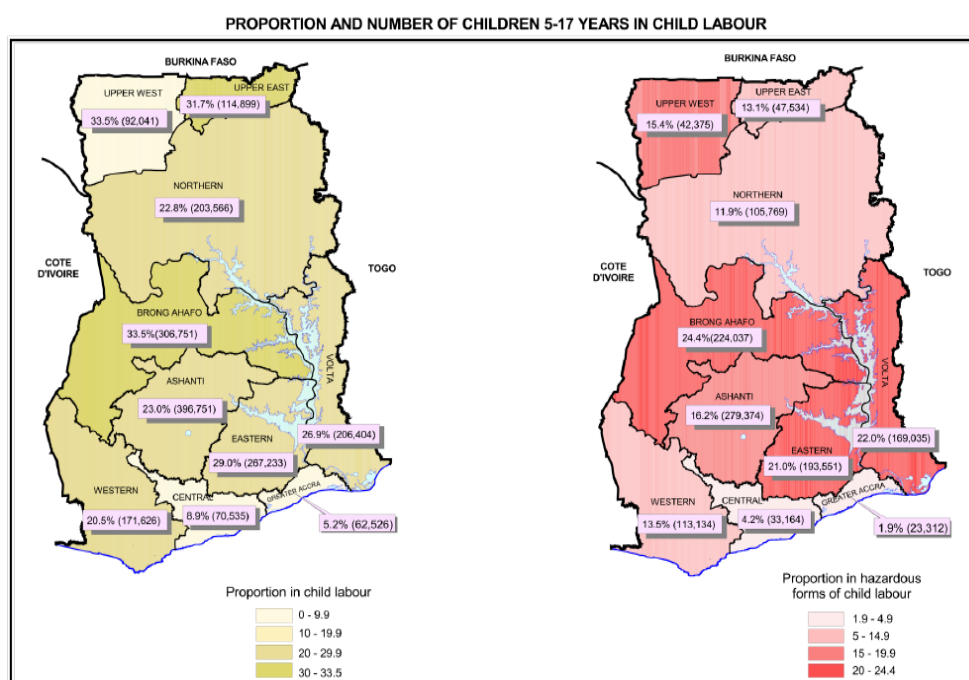 PROPORTION AND NUMBER OF CHILDREN 5-17 YEARS IN CHILD LABOUR
BURKINA FASO
UPPER WEST
33.5% (92,041)
UPPER EAST
31.7% (114,899)
NORTHERN
22.8% (203,566)
COTE
D'IVOIRE
TOGO
BRONG AHAFO
33.5%(306,751)
ASHANTI
23.0% (396,751)
VOLTA
26.9% (206,404)
EASTERN
29.0% (267,233)
WESTERN
20.5% (171,626)
CENTRAL
8.9% (70,535)
GREATER ACCRA
5.2% (62,526)
Proportion in child labour
0 - 9.9
10 - 19.9
20 - 29.9
30 - 33.5
BURKINA FASO
UPPER WEST
15.4% (42,375)
UPPER EAST
13.1% (47,534)
NORTHERN
11.9% (105,769)
COTE
D'IVOIRE
TOGO
BRONG AHAFO
24.4%(224,037)
ASHANTI
16.2% (279,374)
VOLTA
22.0% (169,035)
EASTERN
21.0% (193,551)
WESTERN
13.5% (113,134)
CENTRAL
4.2% (33,164)
GREATER ACCRA
1.9% (23,312)
Proportion in hazardous
forms of child labour
1.9 - 4.9
5 - 14.9
15 - 19.9
20 - 24.4